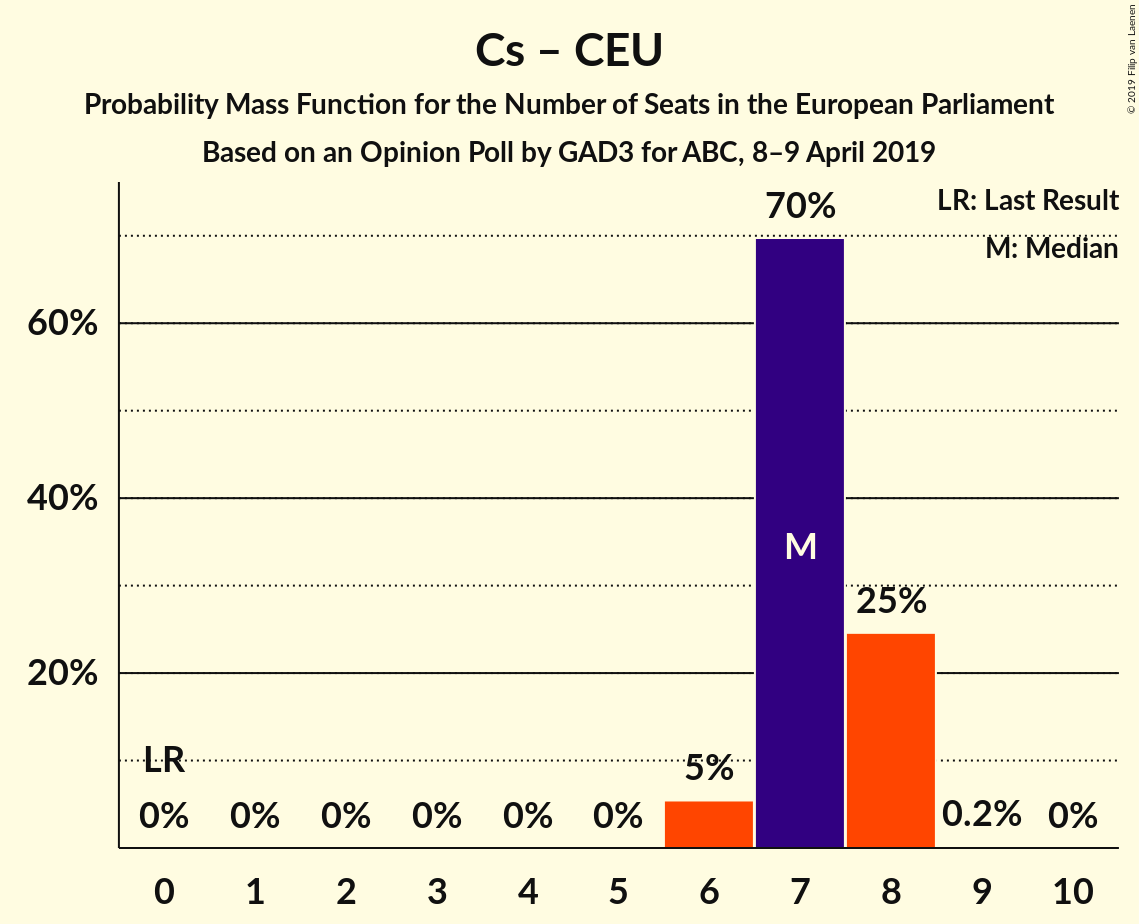 Cs – CEU
Probability Mass Function for the Number of Seats in the European Parliament
Based on an Opinion Poll by GAD3 for ABC, 8–9 April 2019
© 2019 Filip van Laenen
LR: Last Result
M: Median
70%
60%
40%
M
25%
20%
LR
5%
0% 0% 0% 0% 0% 0% 0.2% 0%
0 1 2 3 4 5 6 7 8 9 10